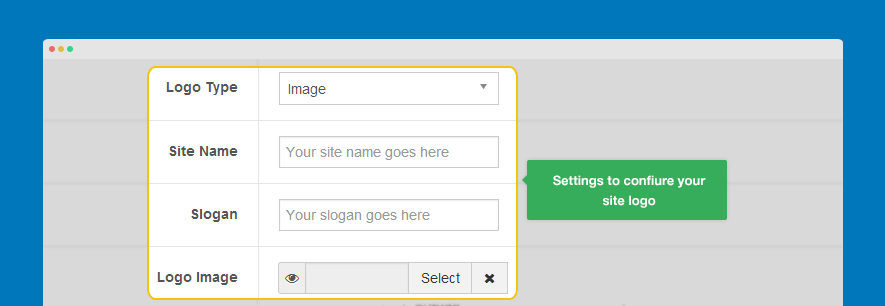 Logo Type
Image
Site Name
Your site name goes here
Settings to confiure your
site logo
Slogan
Your slogan goes here
Logo Image
Select